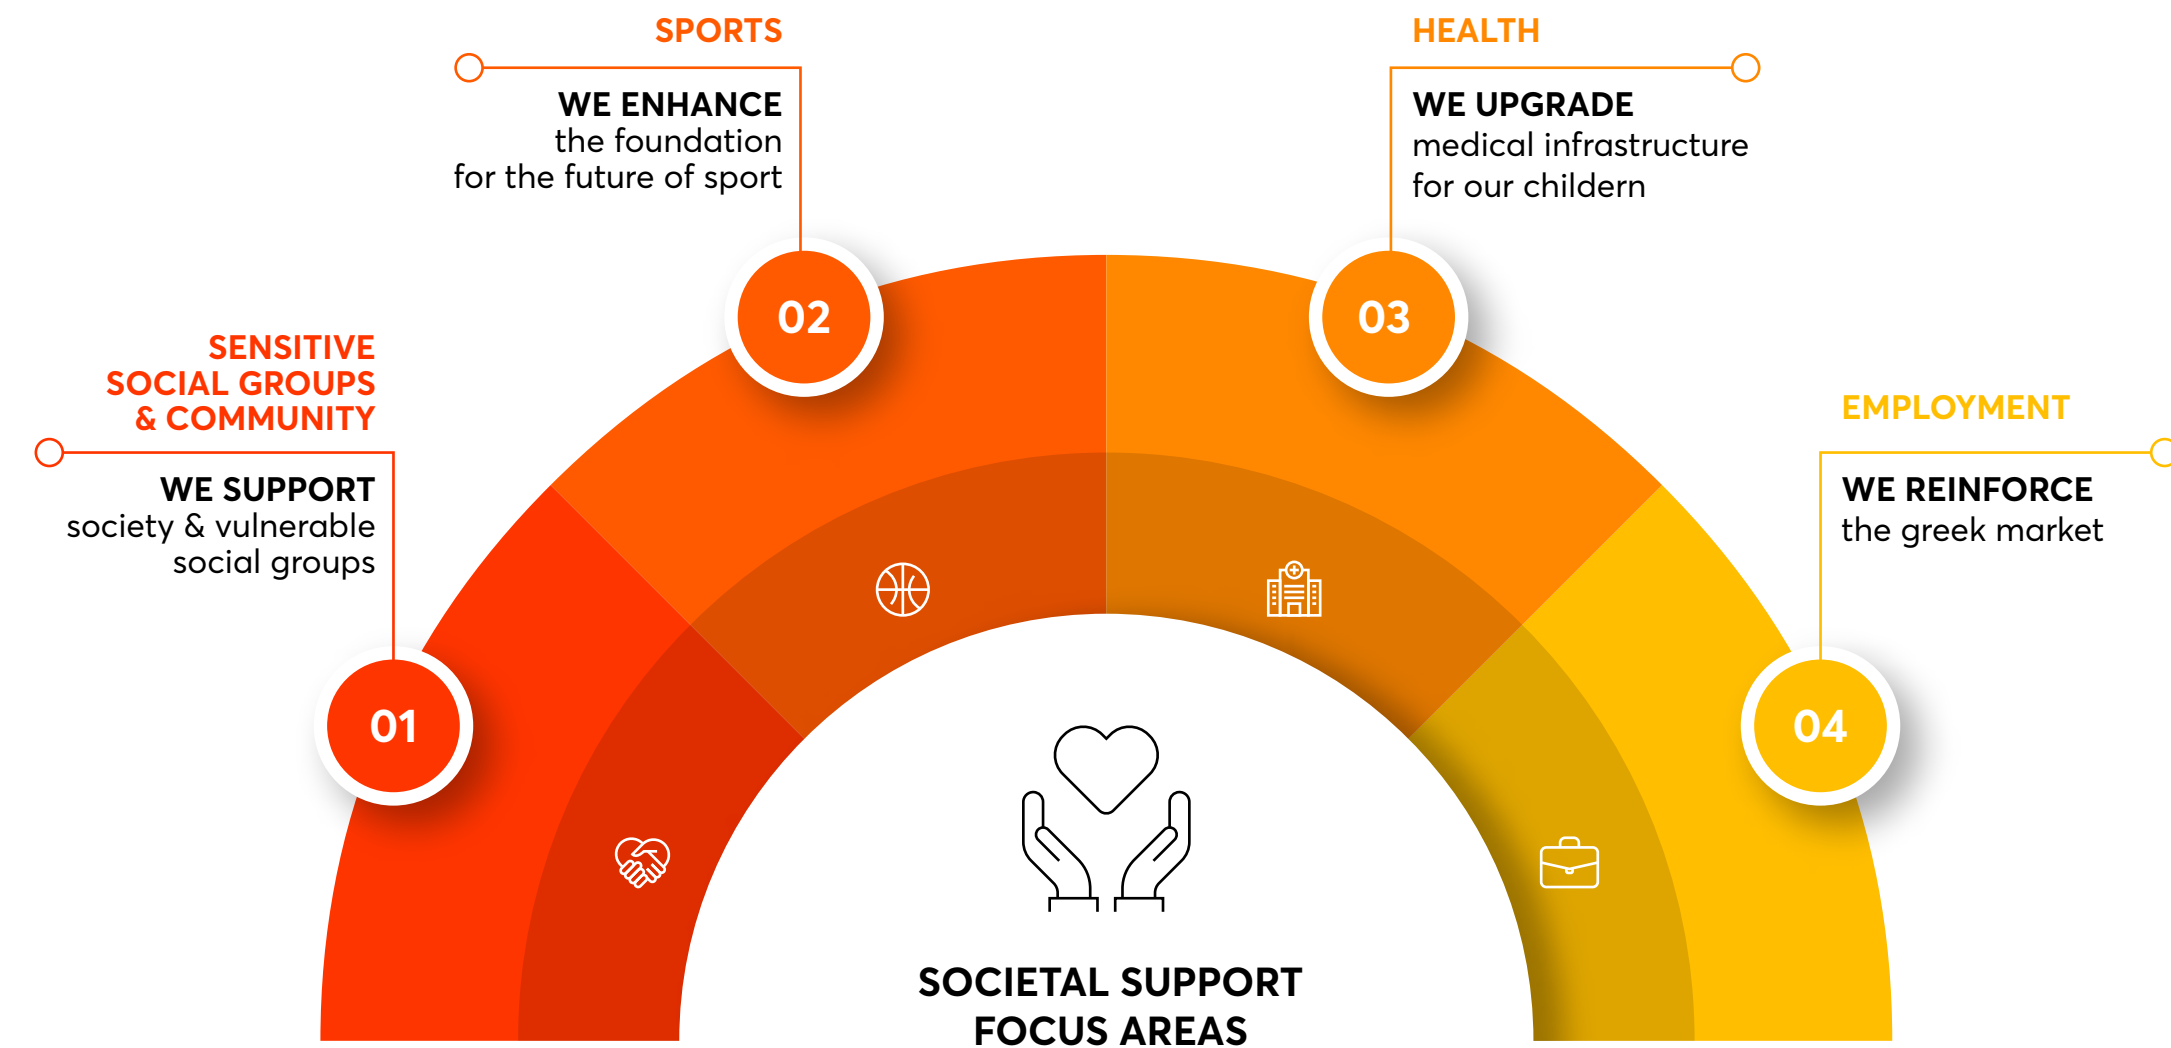 SENSITIVE
SOCIAL GROUPS
& COMMUNITY
WE SUPPORT
society & vulnerable
social groups
01
SPORTS
WE ENHANCE
the foundation
for the future of sport
02
HEALTH
WE UPGRADE
medical infrastructure
for our childern
03
EMPLOYMENT
WE REINFORCE
the greek market
04
SOCIETAL SUPPORT
FOCUS AREAS